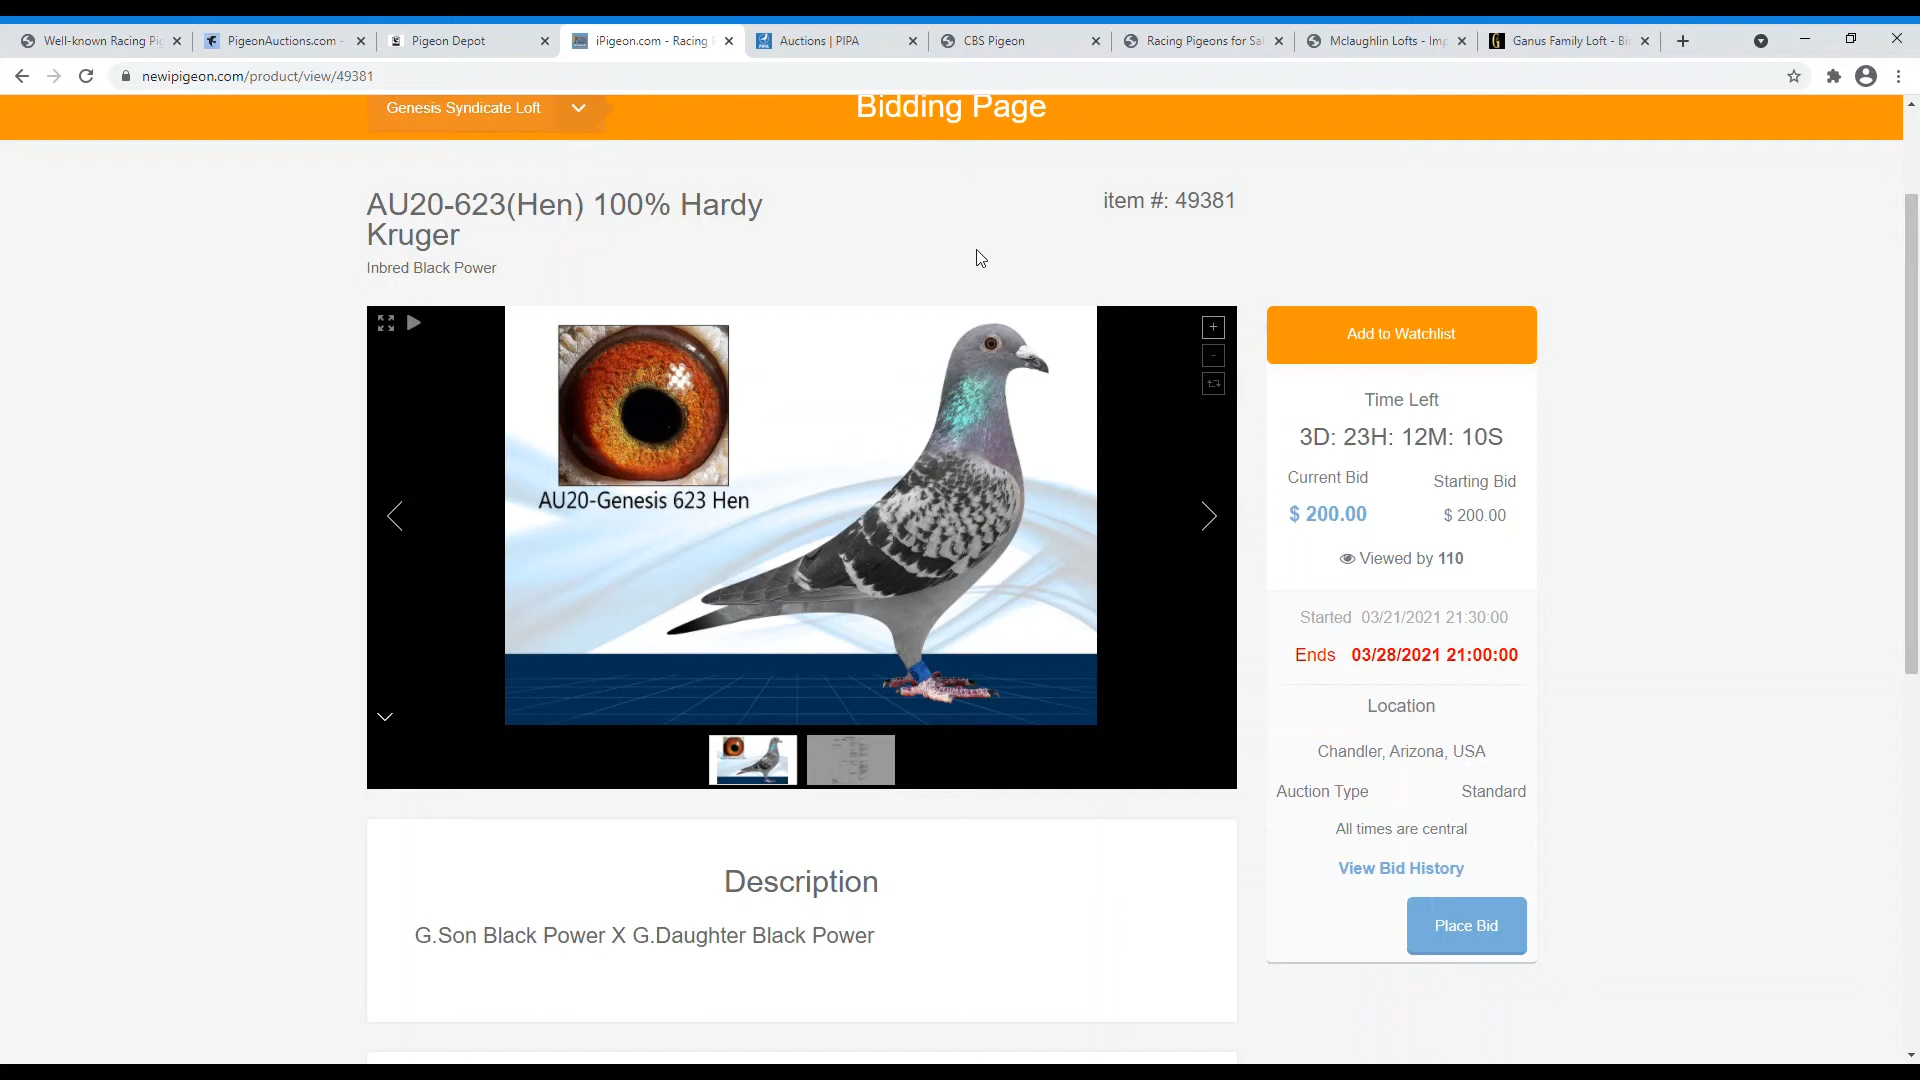 Well-known Racing Pig
PigeonAuctions.com -
Pigeon Depot
iPigeon.com - Racing P
Auctions | PIPA
CBS Pigeon
Racing Pigeons for Sal
Mclaughlin Lofts - Imp
Ganus Family Loft - Bi
newipigeon.com/product/view/49381
Genesis Syndicate Loft
Bidding Page
AU20-623(Hen) 100% Hardy
Kruger
item #: 49381
Inbred Black Power
AU20-Genesis 623 Hen
Add to Watchlist
Time Left
3D: 23H: 12M: 10S
Current Bid
Starting Bid
$ 200.00
$ 200.00
Viewed by 110
Started 03/21/2021 21:30:00
Ends 03/28/2021 21:00:00
Location
Chandler, Arizona, USA
Auction Type
Standard
All times are central
View Bid History
Place Bid
Description
G.Son Black Power X G.Daughter Black Power